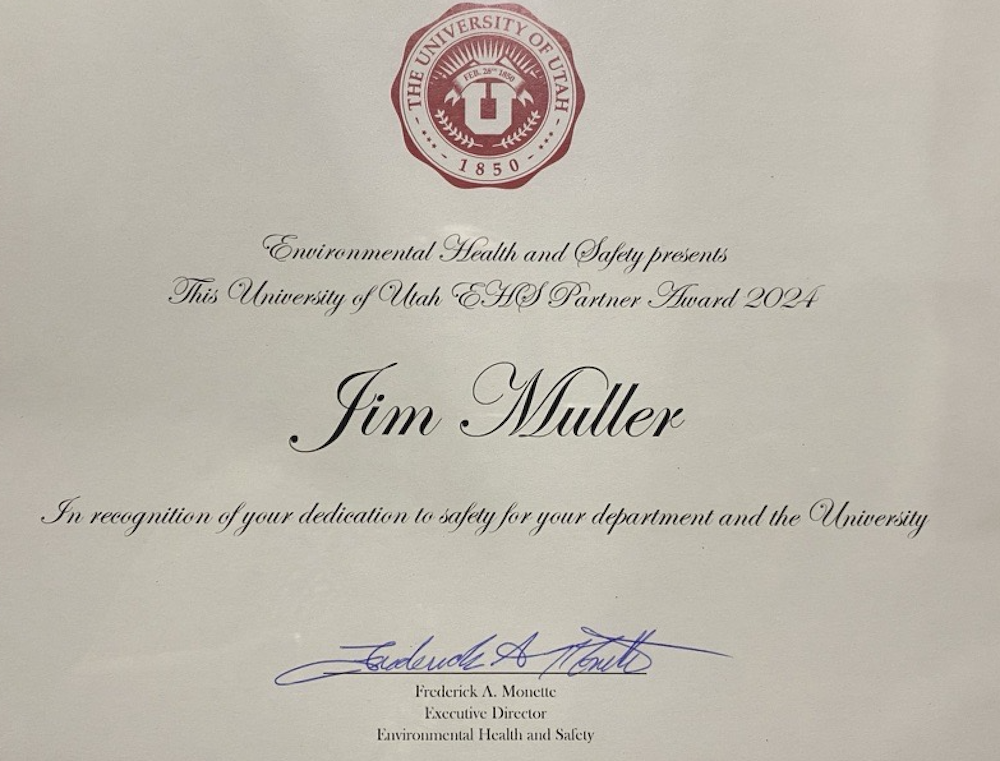 THE UNIVERSITY OF UTAH
FEB. 28TH 1850
U
1850
Environmental Health and Safety presents
This University of Utah EHS Partner Award 2024
Jim Muller
In recognition of your dedication to safety for your department and the University
Frederick A Monette
Frederick A. Monette
Executive Director
Environmental Health and Safety